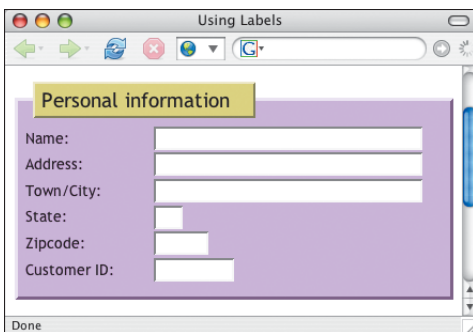 Using Labels
G
Personal information
Name:
Address:
Town/City:
State:
Zipcode:
Customer ID:
Done